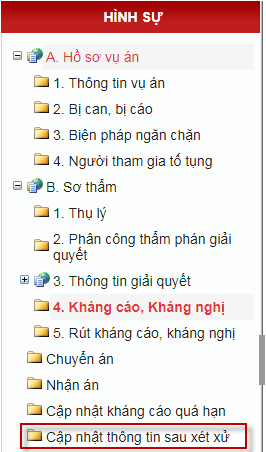 HÌNH SỰ
A. Hồ sơ vụ án
1. Thông tin vụ án
2. Bị can, bị cáo
3. Biện pháp ngăn chặn
4. Người tham gia tố tụng
B. Sơ thẩm
1. Thụ lý
2. Phân công thẩm phán giải
quyết
3. Thông tin giải quyết
4. Kháng cáo, Kháng nghị
5. Rút kháng cáo, kháng nghị
Chuyển án
Nhận án
Cập nhật kháng cáo quá hạn
Cập nhật thông tin sau xét xử